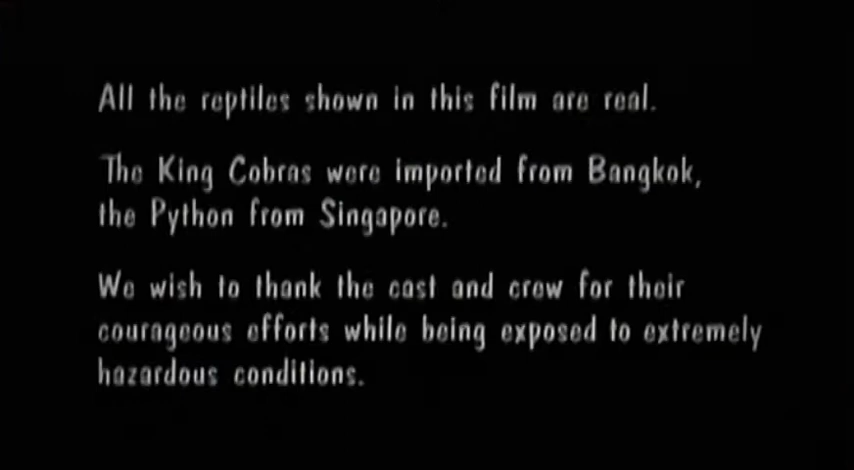 All the reptiles shown in this film are real.
The King Cobras were imported from Bangkok,
the Python from Singapore.
We wish to thank the cast and crew for their
courageous efforts while being exposed to extremely
hazardous conditions.